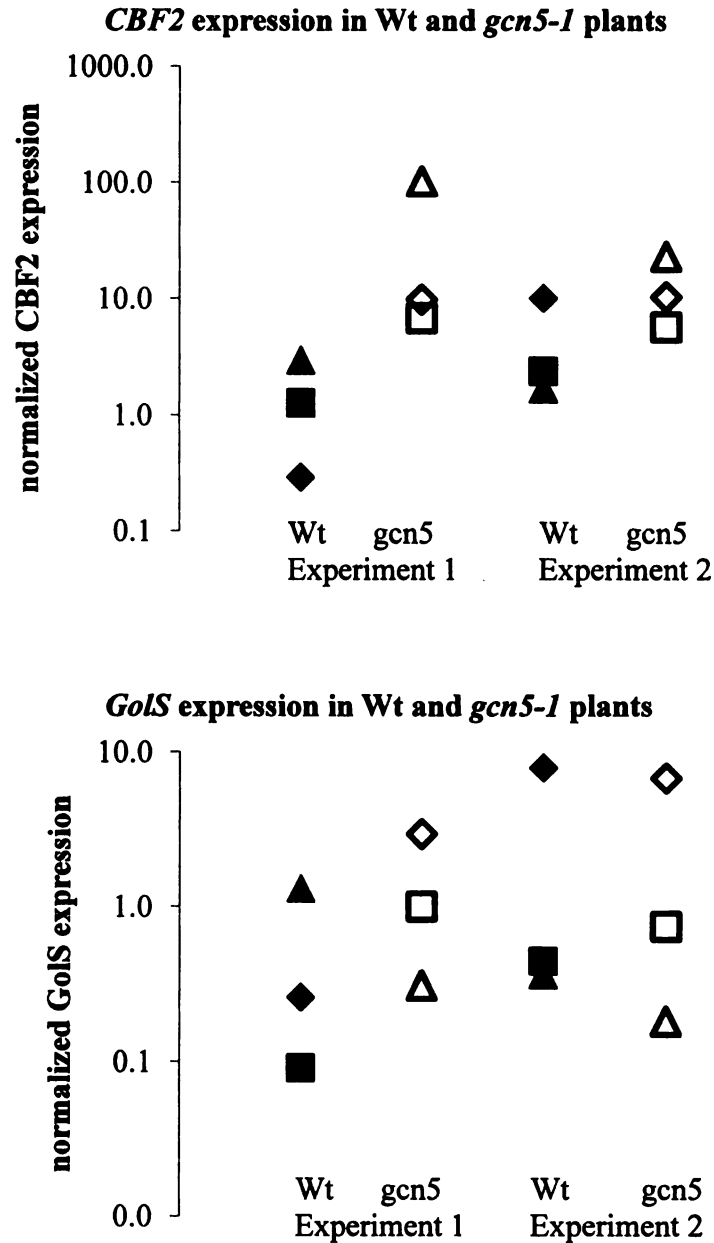 CBF2 expression in Wt and gcn5-1 plants
normalized CBF2 expression
1000.0
100.0
10.0
1.0
0.1
Wt gcn5 Wt gcn5
Experiment 1 Experiment 2
GolS expression in Wt and gcn5-1 plants
normalized GolS expression
10.0
1.0
0.1
0.0
Wt gcn5 Wt gcn5
Experiment 1 Experiment 2